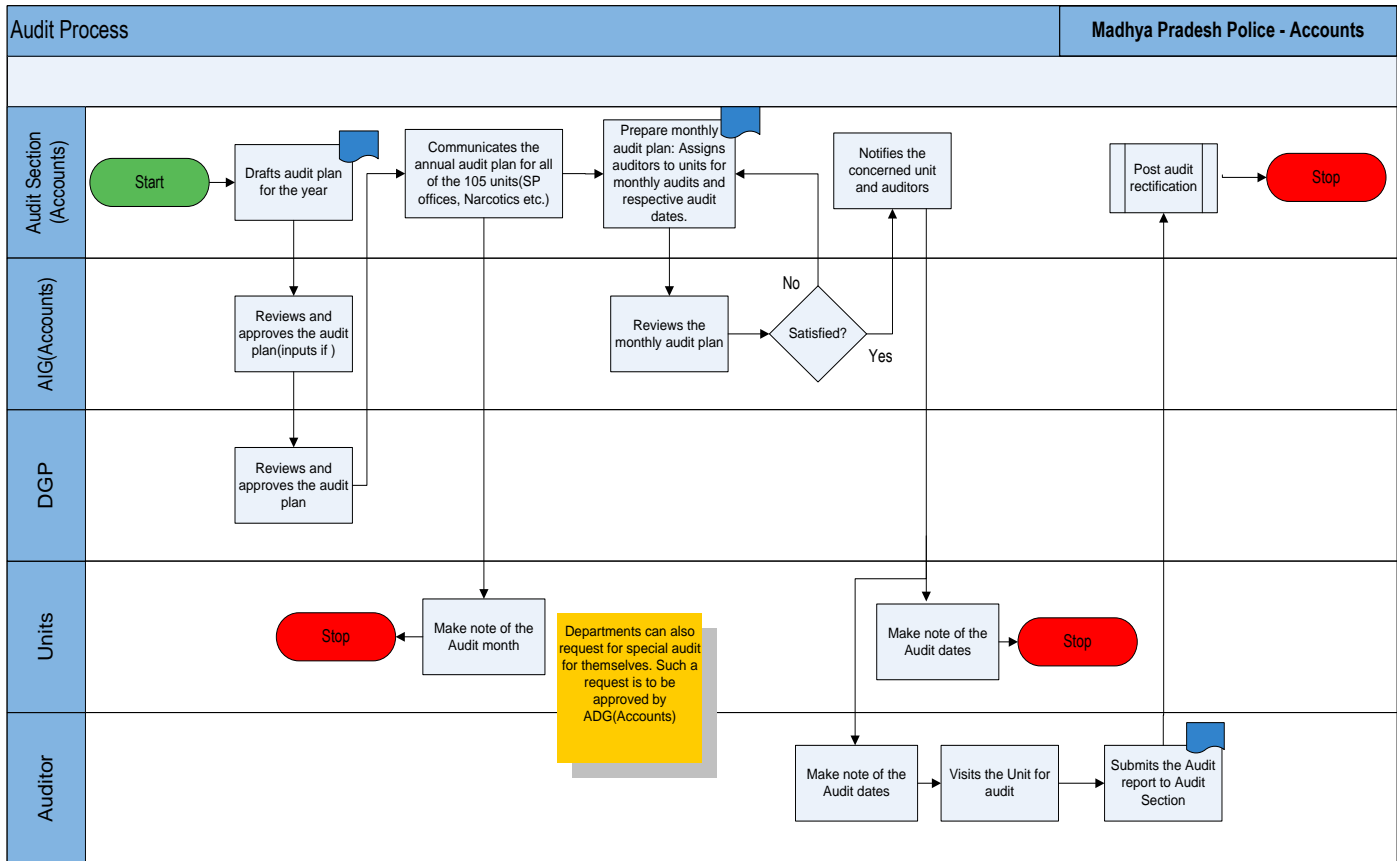 Audit Process
Madhya Pradesh Police - Accounts
Audit Section
(Accounts)
Start
Drafts audit plan
for the year
Communicates the
annual audit plan for all
of the 105 units(SP
offices, Narcotics etc.)
Prepare monthly
audit plan: Assigns
auditors to units for
monthly audits and
respective audit
dates.
Notifies the
concerned unit
and auditors
Post audit
rectification
Stop
AIG(Accounts)
Reviews and
approves the audit
plan(inputs if )
Reviews the
monthly audit plan
Satisfied?
No
Yes
DGP
Reviews and
approves the audit
plan
Units
Stop
Make note of the
Audit month
Departments can also
request for special audit
for themselves. Such a
request is to be
approved by
ADG(Accounts)
Make note of the
Audit dates
Stop
Auditor
Make note of the
Audit dates
Visits the Unit for
audit
Submits the Audit
report to Audit
Section